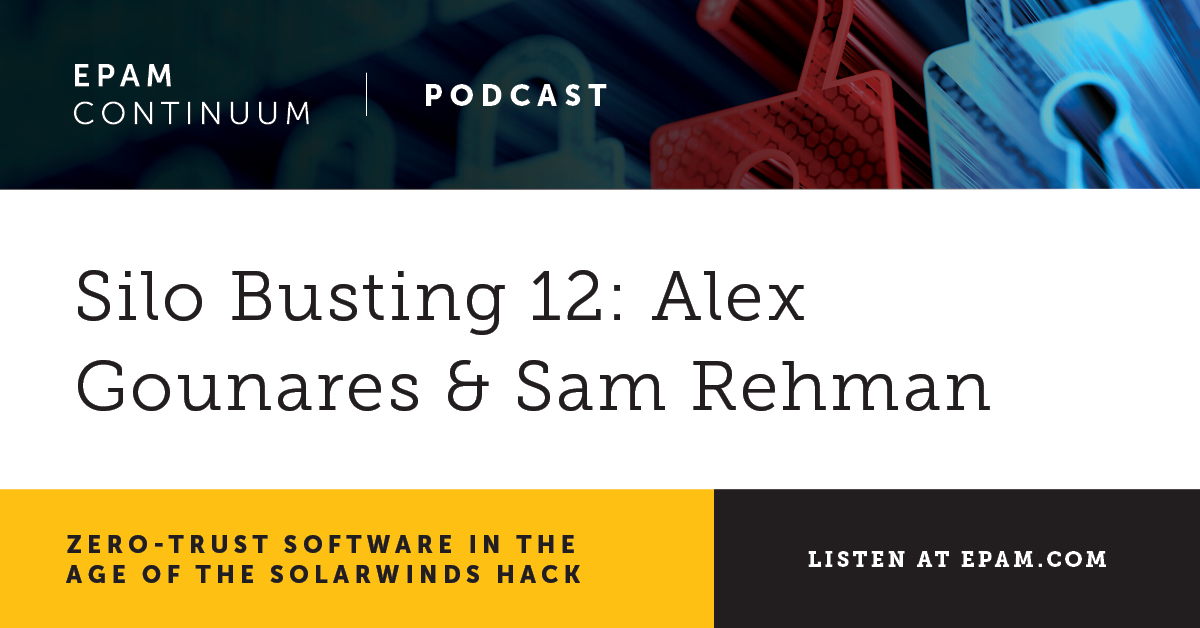 EPAM
CONTINUUM
PODCAST
Silo Busting 12: Alex
Gounares & Sam Rehman
ZERO-TRUST SOFTWARE IN THE
AGE OF THE SOLARWINDS HACK
LISTEN AT EPAM.COM